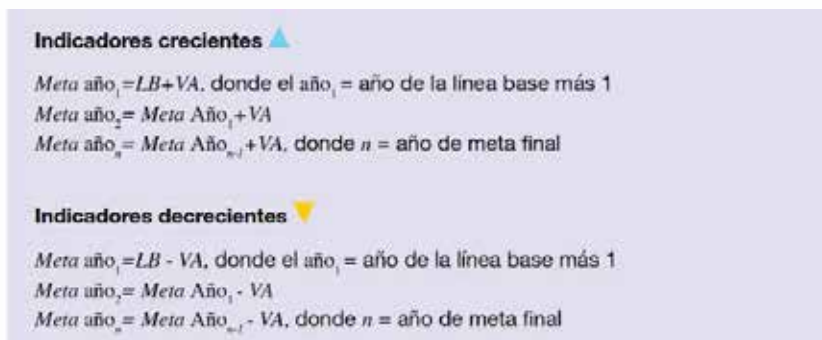 Indicadores crecientes
Meta año₁=LB+VA, donde el año₁ = año de la línea base más 1
Meta año₂= Meta Año₁+VA
Meta añoₙ= Meta Añoₙ₋₁+VA, donde n = año de meta final
Indicadores decrecientes
Meta año₁=LB - VA, donde el año₁ = año de la línea base más 1
Meta año₂= Meta Año₁- VA
Meta añoₙ= Meta Añoₙ₋₁- VA, donde n = año de meta final